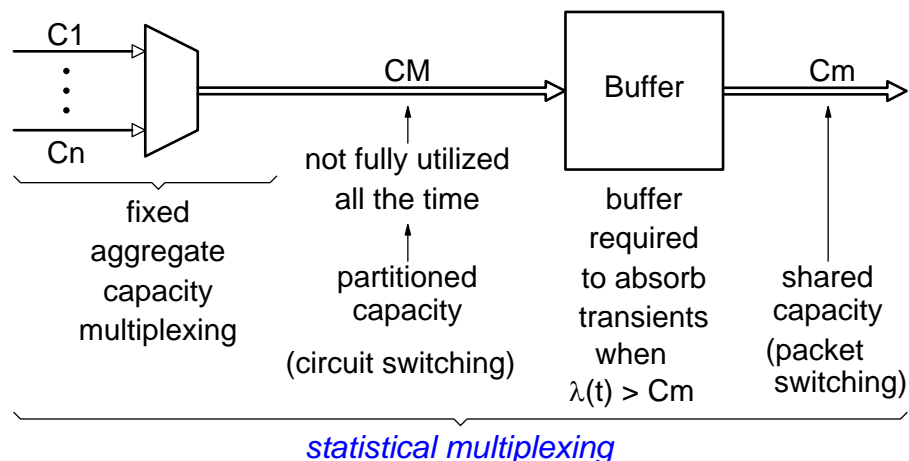 C1
Cn
CM
Buffer
Cm
fixed
aggregate
capacity
multiplexing
not fully utilized
all the time
partitioned
capacity
(circuit switching)
buffer
required
to absorb
transients
when
λ(t) > Cm
shared
capacity
(packet
switching)
statistical multiplexing